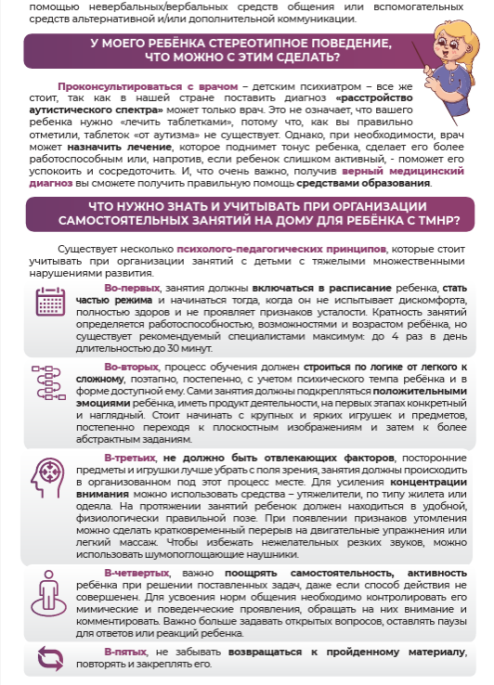 помощью невербальных/вербальных средств общения или вспомогательных
средств альтернативной и/или дополнительной коммуникации.
У МОЕГО РЕБЁНКА СТЕРЕОТИПНОЕ ПОВЕДЕНИЕ,
ЧТО МОЖНО С ЭТИМ СДЕЛАТЬ?
Проконсультироваться с врачом – детским психиатром – все же
стоит, так как в нашей стране поставить диагноз «расстройство
аутистического спектра» может только врач. Это не означает, что вашего
ребенка нужно «лечить таблетками», потому что, как вы правильно
отметили, таблеток «от аутизма» не существует. Однако, при необходимости, врач
может назначить лечение, которое поднимет тонус ребенка, сделает его более
работоспособным или, напротив, если ребенок слишком активный, - поможет его
успокоить и сосредоточить. И, что очень важно, получив верный медицинский
диагноз вы сможете получить правильную помощь средствами образования.
ЧТО НУЖНО ЗНАТЬ И УЧИТЫВАТЬ ПРИ ОРГАНИЗАЦИИ
САМОСТОЯТЕЛЬНЫХ ЗАНЯТИЙ НА ДОМУ ДЛЯ РЕБЁНКА С ТМНР?
Существует несколько психолого-педагогических принципов, которые стоит
учитывать при организации занятий с детьми с тяжелыми множественными
нарушениями развития.
Во-первых, занятия должны включаться в расписание ребенка, стать
частью режима и начинаться тогда, когда он не испытывает дискомфорта,
полностью здоров и не проявляет признаков усталости. Кратность занятий
определяется работоспособностью, возможностями и возрастом ребёнка, но
существует рекомендуемый специалистами максимум: до 4 раз в день
длительностью до 30 минут.
Во-вторых, процесс обучения должен строиться по логике от легкого к
сложному, поэтапно, постепенно, с учетом психического темпа ребёнка и в
форме доступной ему. Сами занятия должны подкрепляться положительными
эмоциями ребёнка, иметь продукт деятельности, на первых этапах конкретный
и наглядный. Стоит начинать с крупных и ярких игрушек и предметов,
постепенно переходя к плоскостным изображениям и затем к более
абстрактным заданиям.
В-третьих, не должно быть отвлекающих факторов, посторонние
предметы и игрушки лучше убрать с поля зрения, занятия должны происходить
в организованном под этот процесс месте. Для усиления концентрации
внимания можно использовать средства – утяжелители, по типу жилета или
одеяла. На протяжении занятий ребенок должен находиться в удобной,
физиологически правильной позе. При появлении признаков утомления
можно сделать кратковременный перерыв на двигательные упражнения или
легкий массаж. Чтобы избежать нежелательных резких звуков, можно
использовать шумопоглощающие наушники.
В-четвертых, важно поощрять самостоятельность, активность
ребёнка при решении поставленных задач, даже если способ действия не
совершенен. Для усвоения норм общения необходимо контролировать его
мимические и поведенческие проявления, обращать на них внимание и
комментировать. Важно больше задавать открытых вопросов, оставлять паузы
для ответов или реакций ребенка.
В-пятых, не забывать возвращаться к пройденному материалу,
повторять и закреплять его.